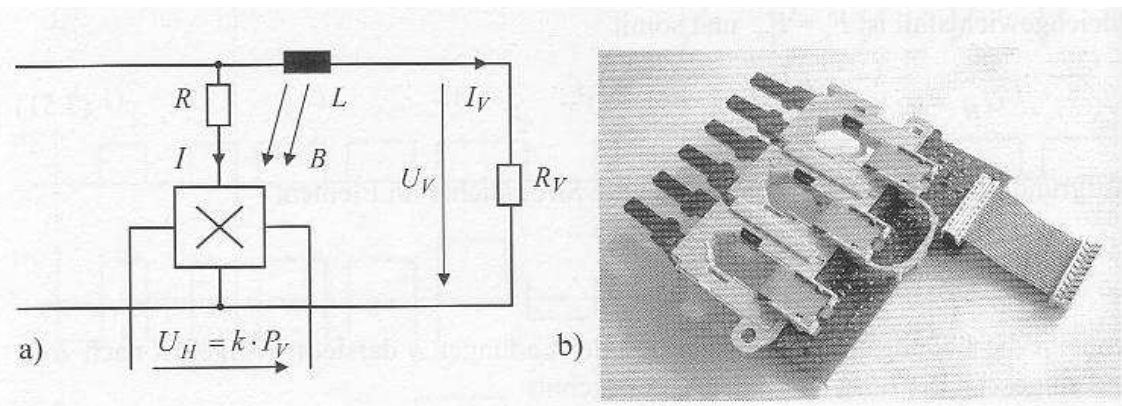 R
L
I_V
I
B
U_V
R_V
a)
U_H = k · P_V
b)